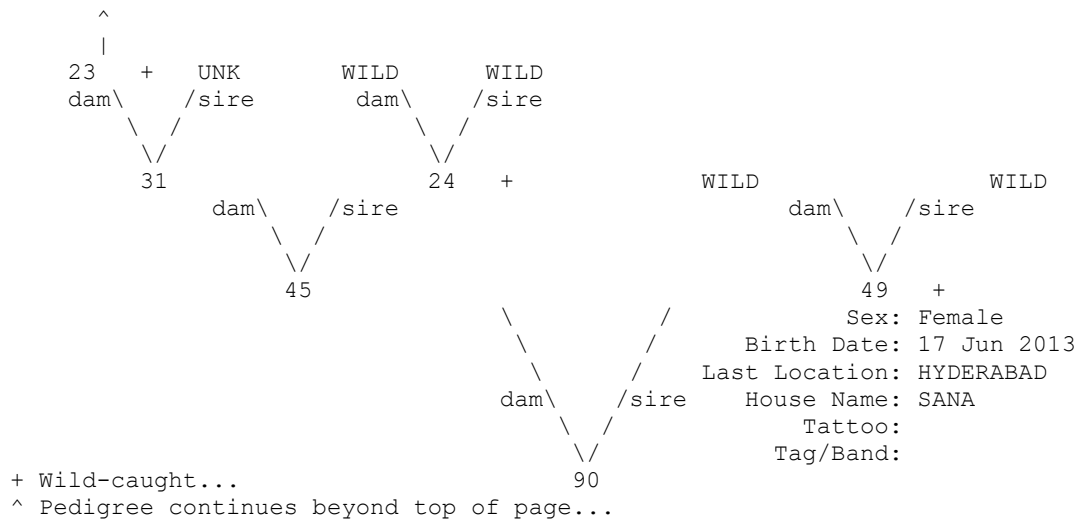 ^
|
23 + UNK WILD WILD
dam\ /sire dam\ /sire
\ / \ /
\/ \/
31 24 + WILD WILD
dam\ /sire dam\ /sire
\ / \ /
\/ \/
45 49 +
\ / Sex: Female
\ / Birth Date: 17 Jun 2013
\ / Last Location: HYDERABAD
dam\ /sire House Name: SANA
\ / Tattoo:
\/ Tag/Band:
+ Wild-caught... 90
^ Pedigree continues beyond top of page...